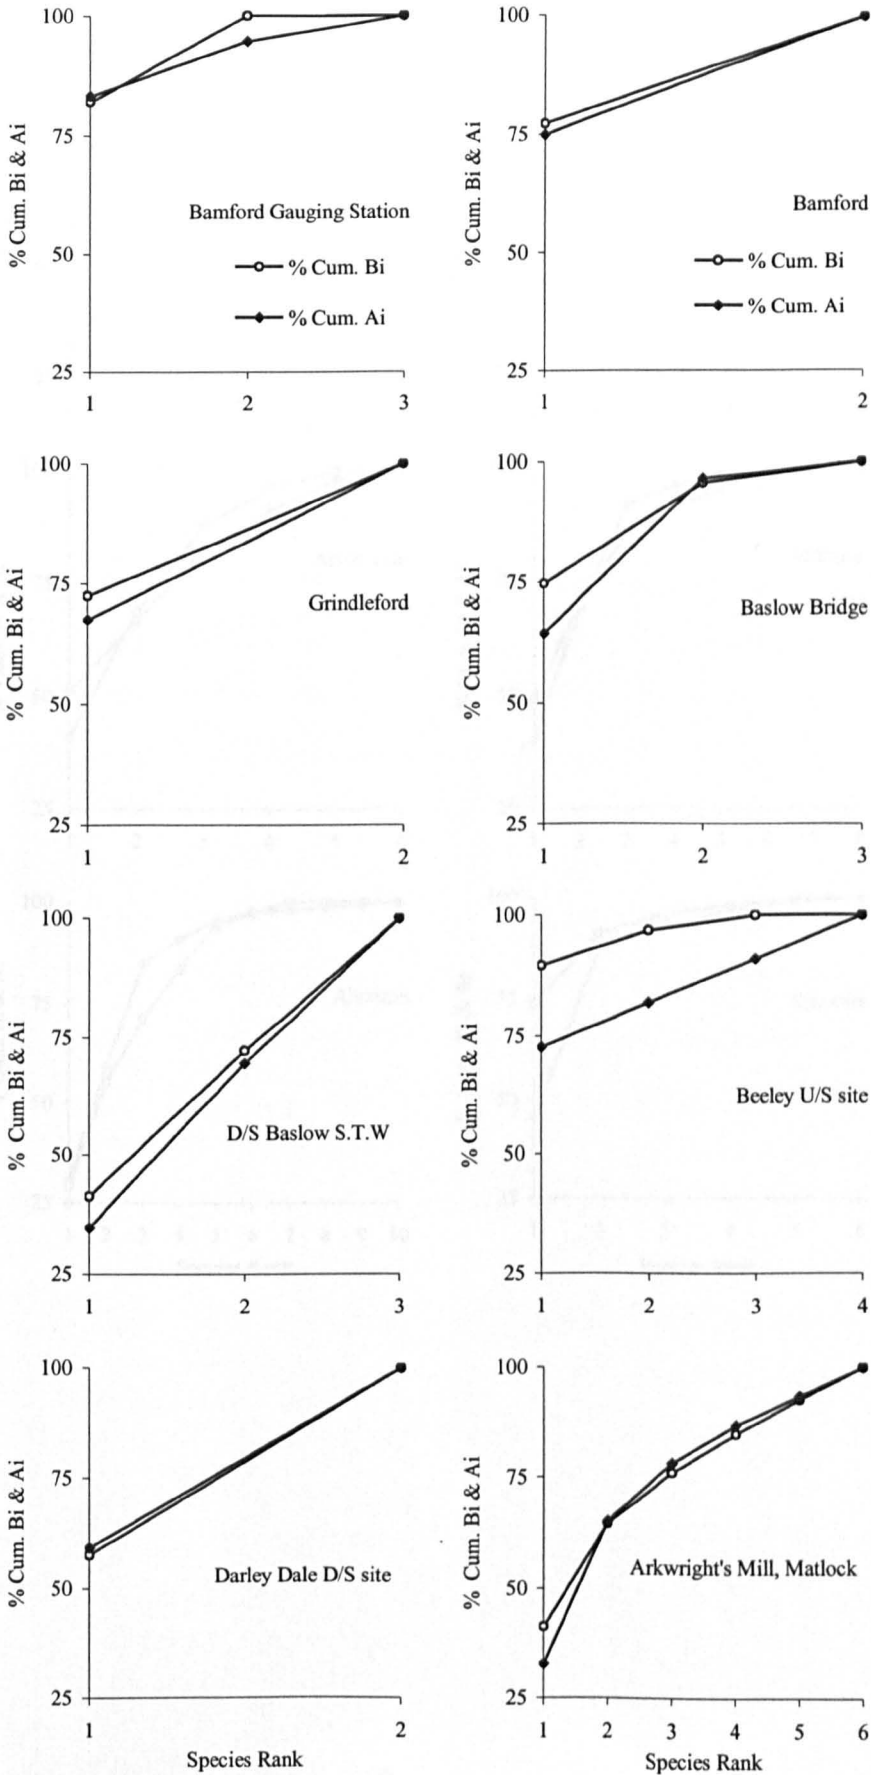 100
75
50
25
% Cum. Bi & Ai
Bamford Gauging Station
% Cum. Bi
% Cum. Ai
1 2 3
100
75
50
25
% Cum. Bi & Ai
Bamford
% Cum. Bi
% Cum. Ai
1 2
100
75
50
25
% Cum. Bi & Ai
Grindleford
1 2
100
75
50
25
% Cum. Bi & Ai
Baslow Bridge
1 2 3
100
75
50
25
% Cum. Bi & Ai
D/S Baslow S.T.W
1 2 3
100
75
50
25
% Cum. Bi & Ai
Beeley U/S site
1 2 3 4
100
75
50
25
% Cum. Bi & Ai
Darley Dale D/S site
1 2
Species Rank
100
75
50
25
% Cum. Bi & Ai
Arkwright's Mill, Matlock
1 2 3 4 5 6
Species Rank